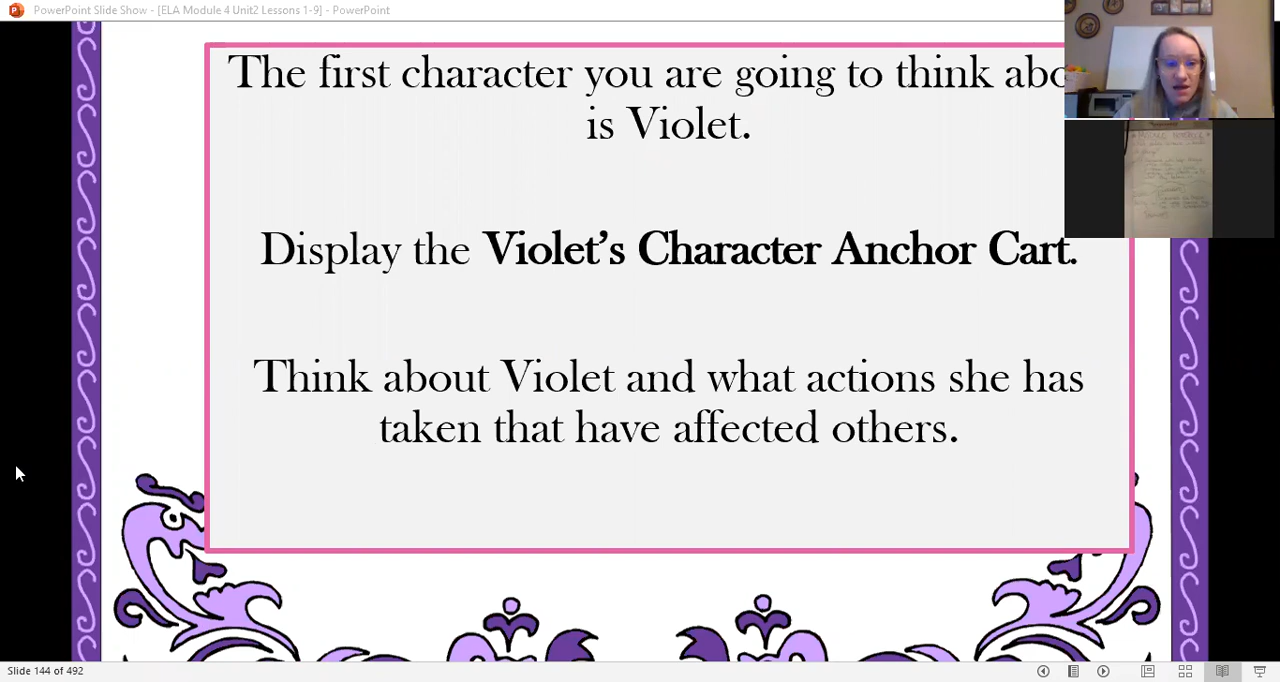 PowerPoint Slide Show - [ELA Module 4 Unit2 Lessons 1-9] - PowerPoint
The first character you are going to think abo
is Violet.
Display the Violet's Character Anchor Cart.
Think about Violet and what actions she has
taken that have affected others.
Slide 144 of 492